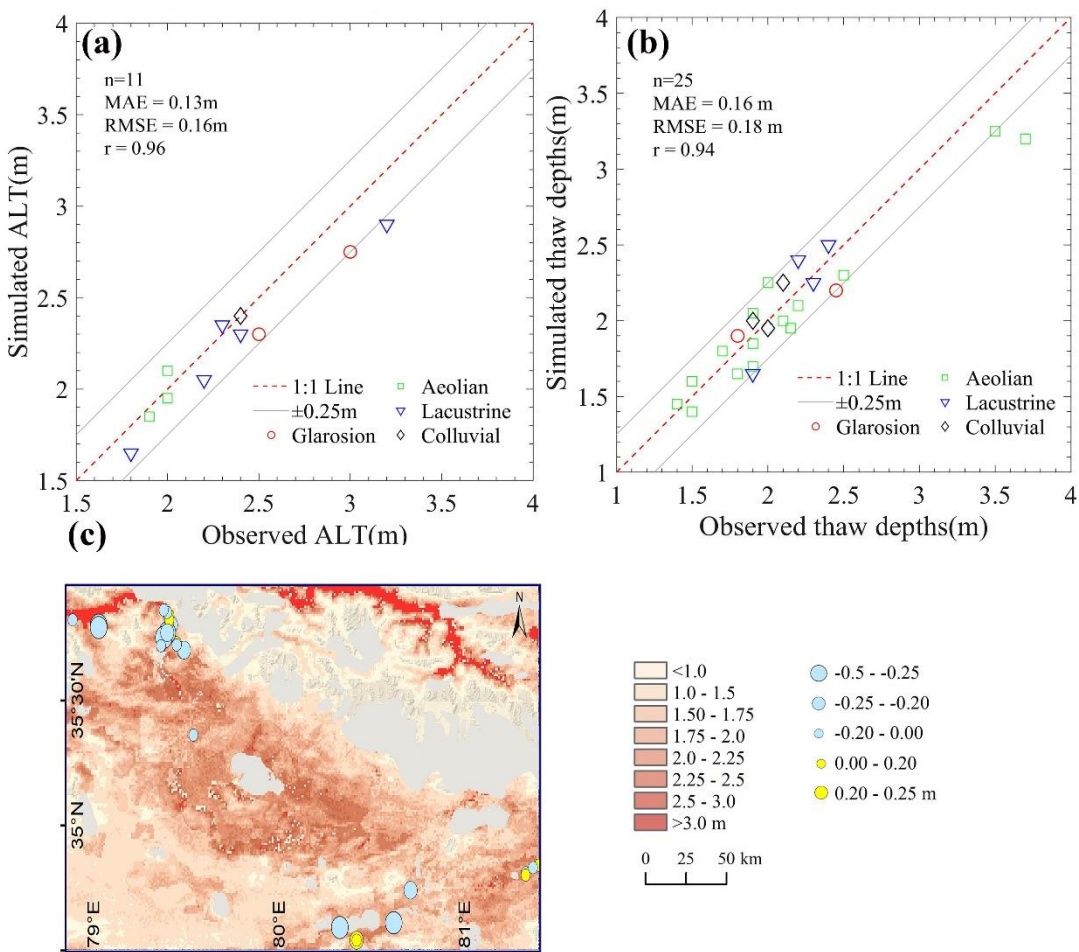 (a)
n=11
MAE = 0.13m
RMSE = 0.16m
r = 0.96
Simulated ALT(m)
4
3.5
3
2.5
2
1.5
1.5 2 2.5 3 3.5 4
Observed ALT(m)
1:1 Line
±0.25m
Glarosion
Aeolian
Lacustrine
Colluvial
(b)
n=25
MAE = 0.16 m
RMSE = 0.18 m
r = 0.94
Simulated thaw depths(m)
4
3.5
3
2.5
2
1.5
1
1 1.5 2 2.5 3 3.5 4
Observed thaw depths(m)
1:1 Line
±0.25m
Glarosion
Aeolian
Lacustrine
Colluvial
(c)
N
35°30'N
35°N
79°E
80°E
81°E
<1.0
1.0 - 1.5
1.50 - 1.75
1.75 - 2.0
2.0 - 2.25
2.25 - 2.5
2.5 - 3.0
>3.0 m
0 25 50 km
-0.5 - -0.25
-0.25 - -0.20
-0.20 - 0.00
0.00 - 0.20
0.20 - 0.25 m